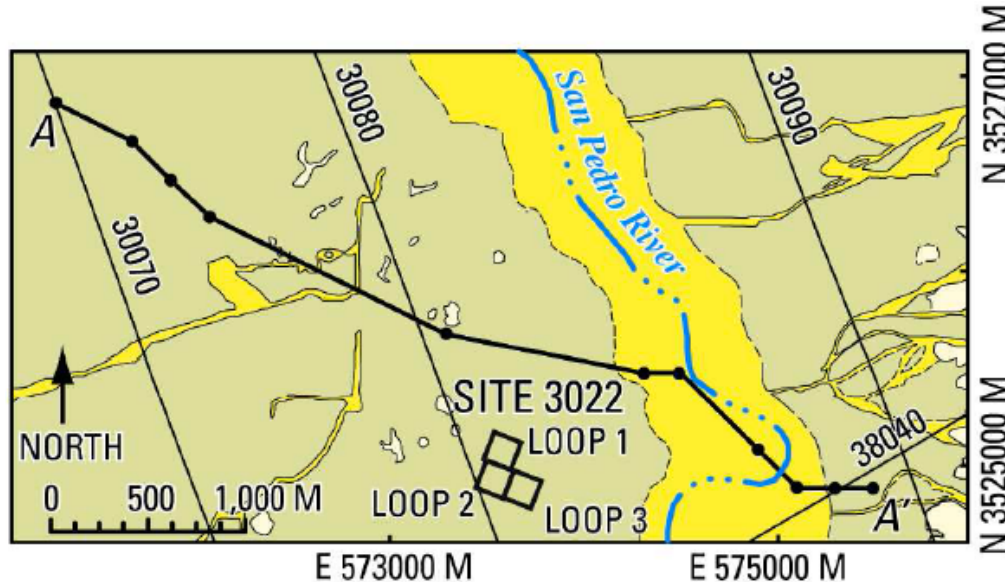 A
30070
30080
San Pedro River
30090
N 3527000 M
NORTH
SITE 3022
LOOP 1
LOOP 2
LOOP 3
38040
A'
N 3525000 M
0 500 1,000 M
E 573000 M
E 575000 M